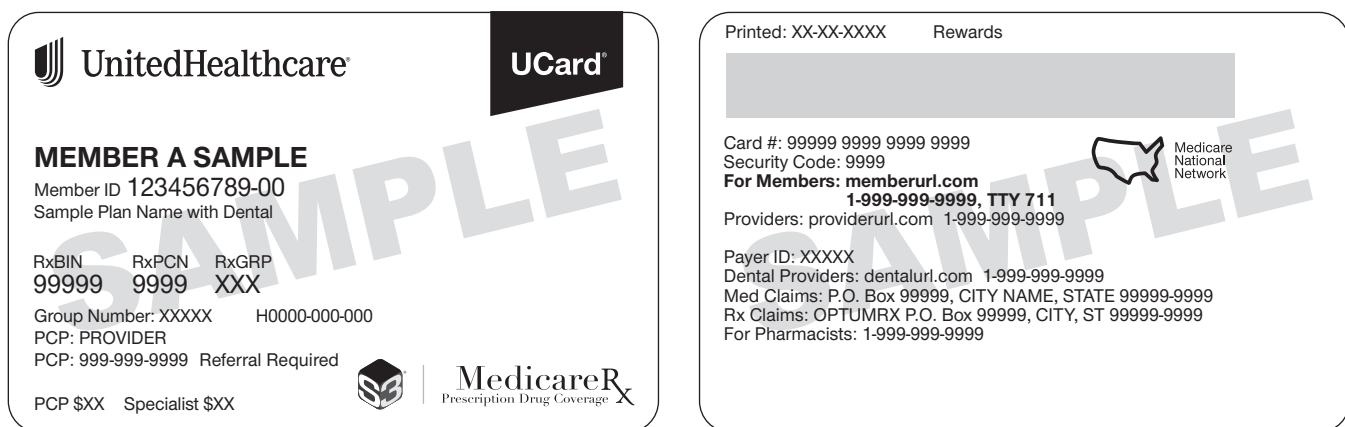 UnitedHealthcare®
UCard®
MEMBER A SAMPLE
Member ID 123456789-00
Sample Plan Name with Dental
RxBIN RxPCN RxGRP
99999 9999 XXX
Group Number: XXXXX H0000-000-000
PCP: PROVIDER
PCP: 999-999-9999 Referral Required
PCP $XX Specialist $XX
S3
MedicareRx
Prescription Drug Coverage
SAMPLE
Printed: XX-XX-XXXX Rewards
Card #: 99999 9999 9999 9999
Security Code: 9999
For Members: memberurl.com
1-999-999-9999, TTY 711
Providers: providerurl.com 1-999-999-9999
Medicare
National
Network
Payer ID: XXXXX
Dental Providers: dentalurl.com 1-999-999-9999
Med Claims: P.O. Box 99999, CITY NAME, STATE 99999-9999
Rx Claims: OPTUMRX P.O. Box 99999, CITY, ST 99999-9999
For Pharmacists: 1-999-999-9999
SAMPLE